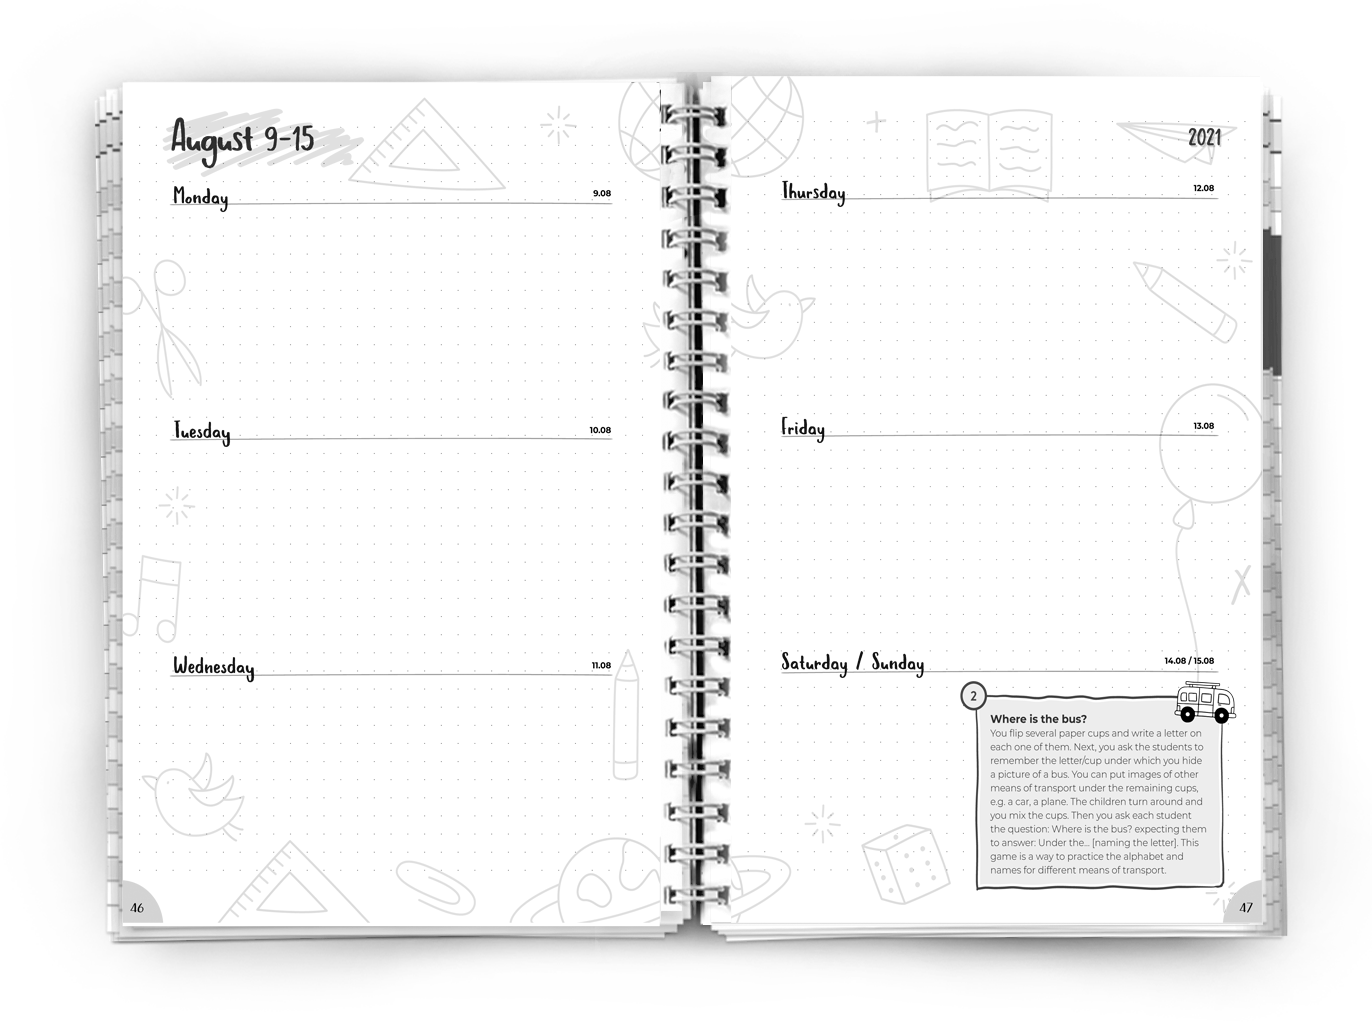 August 9-15
Monday 9.08
Tuesday 10.08
Wednesday 11.08
46
2021
Thursday 12.08
Friday 13.08
Saturday / Sunday 14.08 / 15.08
2
Where is the bus?
You flip several paper cups and write a letter on
each one of them. Next, you ask the students to
remember the letter/cup under which you hide
a picture of a bus. You can put images of other
means of transport under the remaining cups,
e.g. a car, a plane. The children turn around and
you mix the cups. Then you ask each student
the question: Where is the bus? expecting them
to answer: Under the... [naming the letter]. This
game is a way to practice the alphabet and
names for different means of transport.
47